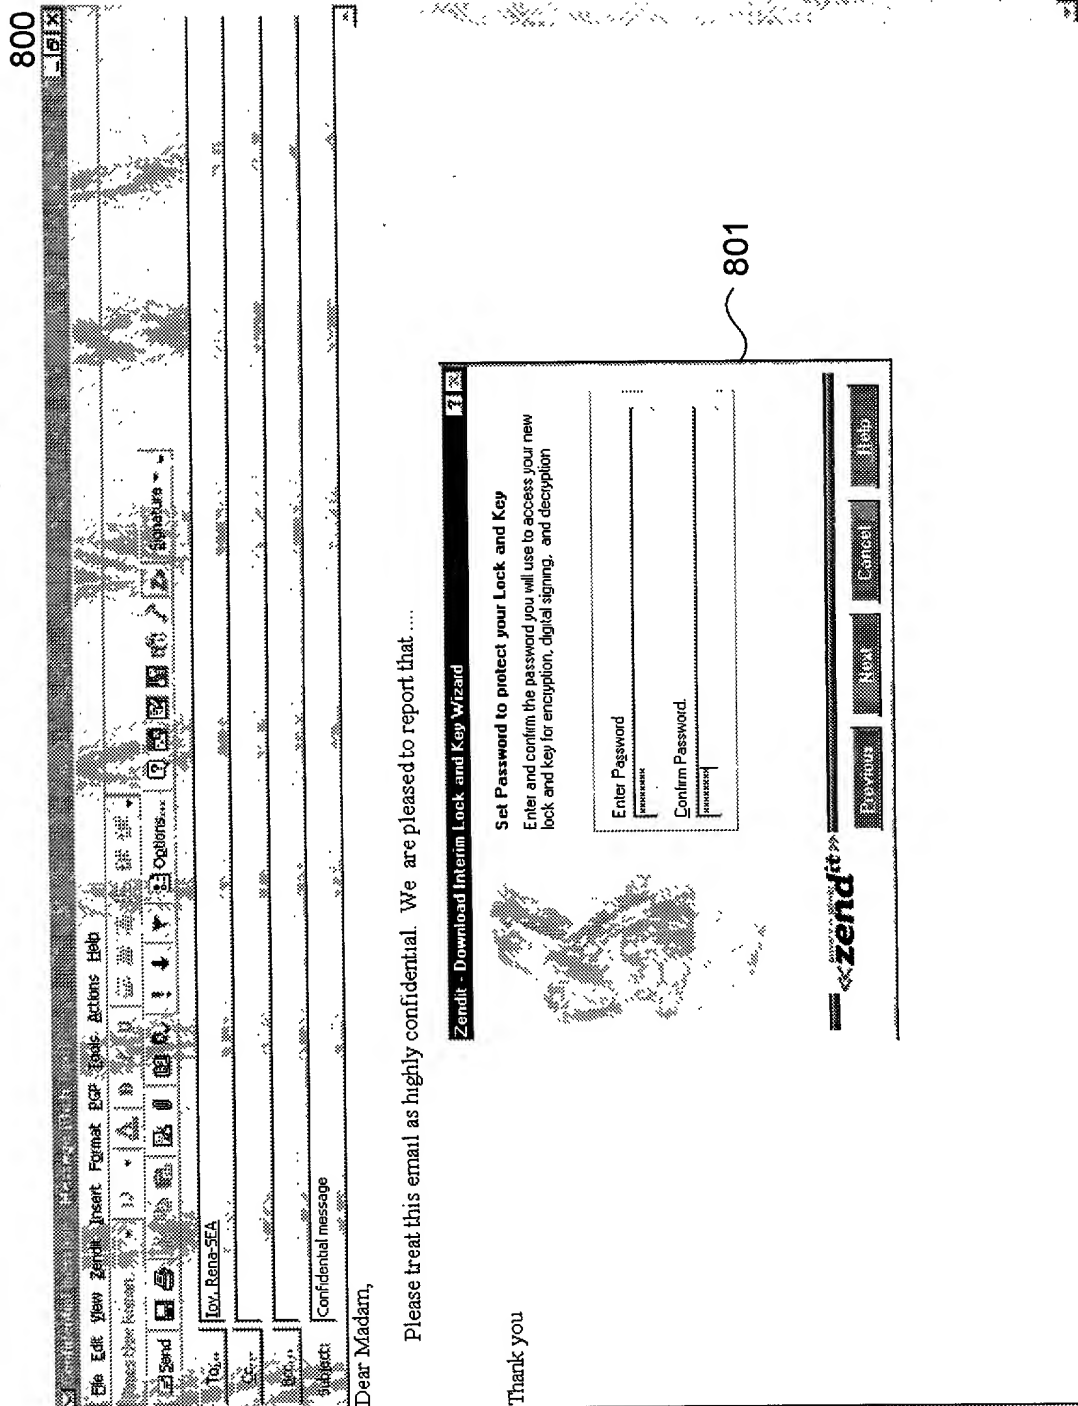 800
File Edit View Zendit Insert Format PGP Tools Actions Help
Send Options... Signature
To... Ioy, Rena-SEA
Cc...
Bcc...
Subject: Confidential message
Dear Madam,
Please treat this email as highly confidential. We are pleased to report that ....
Zendit - Download Interim Lock and Key Wizard
Set Password to protect your Lock and Key
Enter and confirm the password you will use to access your new
lock and key for encryption, digital signing, and decryption
Enter Password
xxxxxxxx
Confirm Password.
xxxxxxxx
«zendit»
Previous Next Cancel Help
801
Thank you